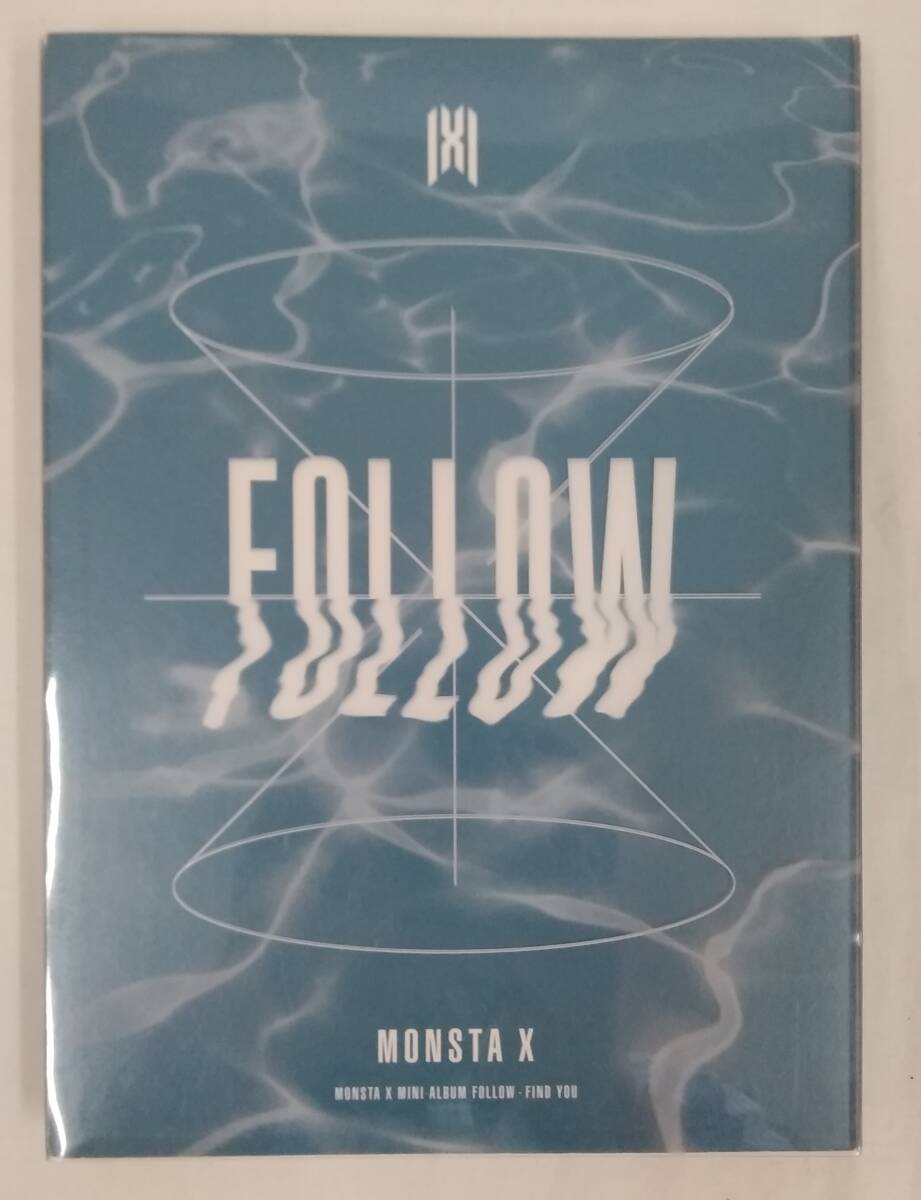 FOLLOW
MONSTA X
MONSTA X MINI ALBUM FOLLOW - FIND YOU